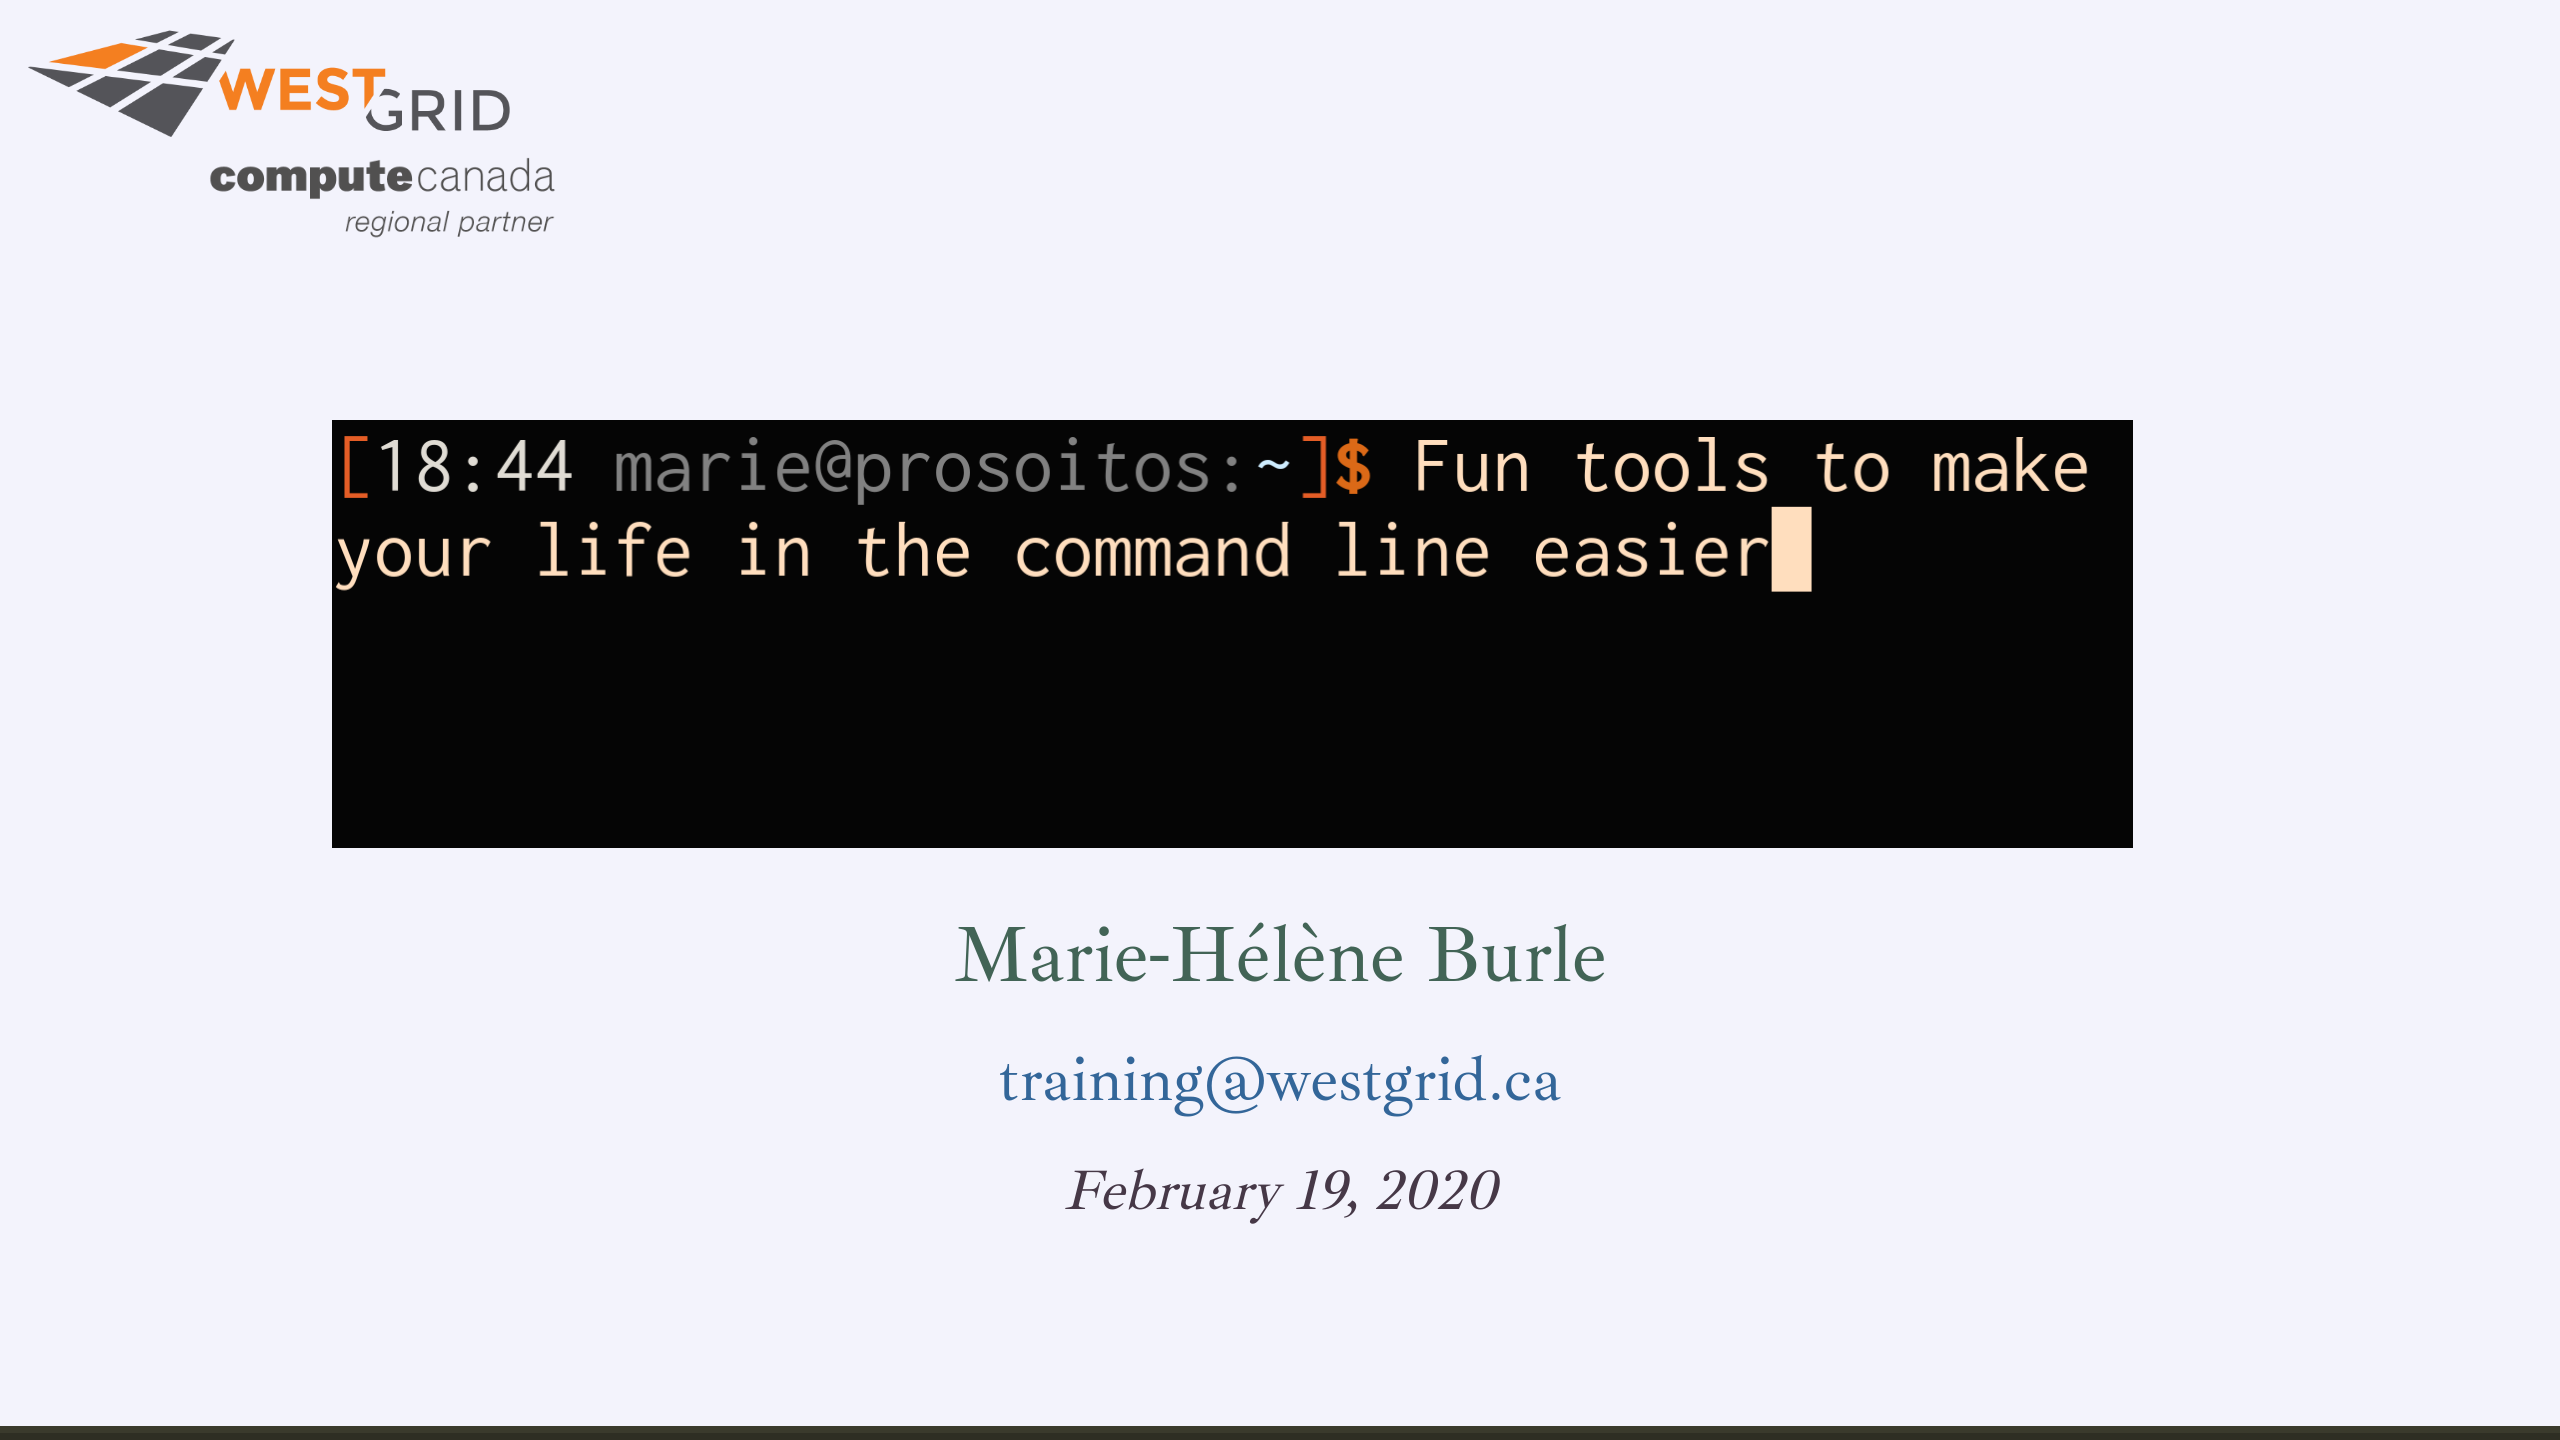 WESTGRID
computecanada
regional partner
[18:44 marie@prosoitos:~]$ Fun tools to make
your life in the command line easier
Marie-Hélène Burle
training@westgrid.ca
February 19, 2020